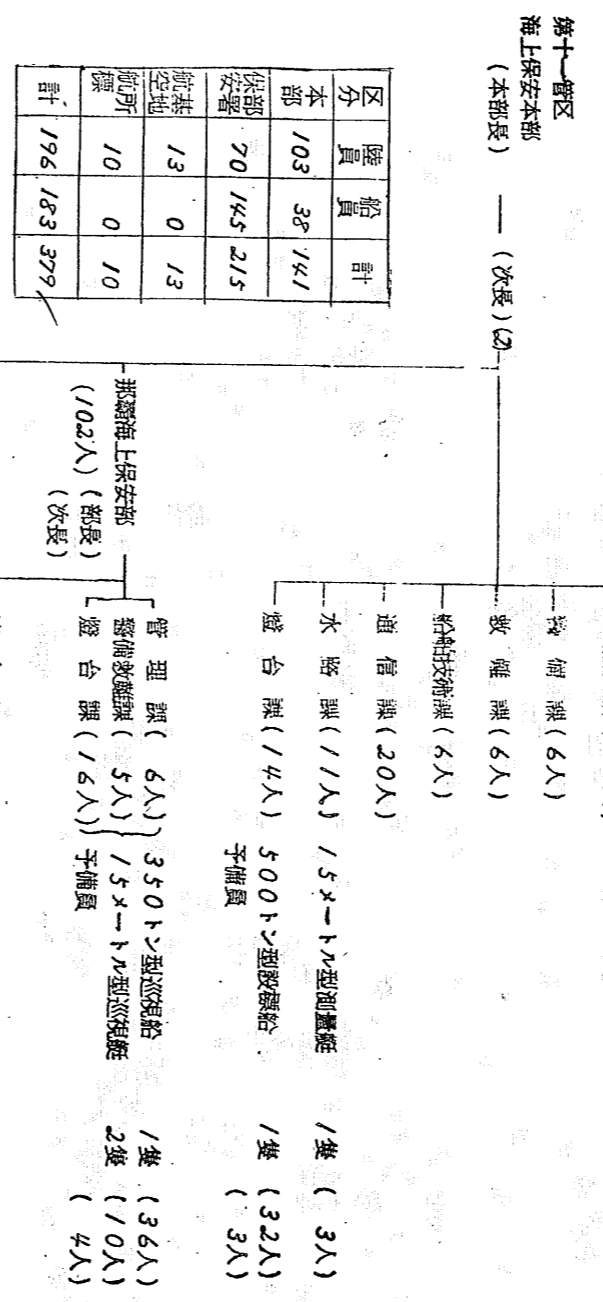 第十一管区
海上保安本部
(本部長) — (次長)(2)
課(6人)
救難課(6人)
船舶技術課(6人)
通信課(20人)
水路課(11人) 15メートル型測量艇 1隻 (3人)
燈台課(14人) 500トン型設標船 1隻 (32人)
予備員 (3人)
区分 陸員 船員 計
本部 103 38 141
保安部署 70 145 215
航空基地 13 0 13
航標所 10 0 10
計 196 183 379
那覇海上保安部
(102人)(部長)
(次長)
管理課(6人) 350トン型巡視船 1隻 (36人)
警備救難課(5人) 15メートル型巡視艇 2隻 (10人)
燈台課(16人) 予備員 (4人)